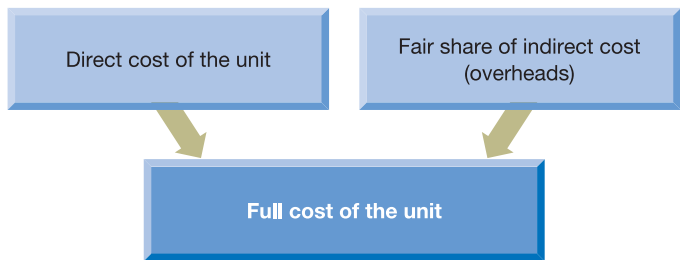 Direct cost of the unit
Fair share of indirect cost
(overheads)
Full cost of the unit